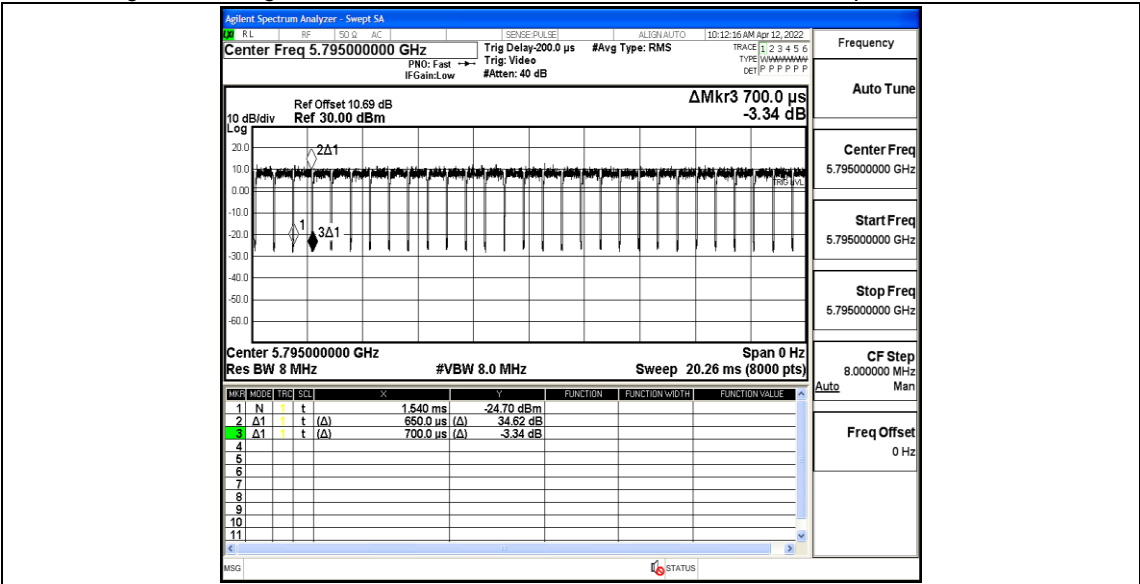 Agilent Spectrum Analyzer - Swept SA
RL RF 50 Ω AC SENSE:PULSE ALIGN AUTO 10:12:16 AM Apr 12, 2022
Center Freq 5.795000000 GHz
PNO: Fast
IFGain:Low
Trig Delay-200.0 µs
Trig: Video
#Atten: 40 dB
#Avg Type: RMS
TRACE 1 2 3 4 5 6
TYPE
DET P P P P P P
Ref Offset 10.69 dB
10 dB/div Ref 30.00 dBm
Log
ΔMkr3 700.0 µs
-3.34 dB
20.0
10.0
0.00
-10.0
-20.0
-30.0
-40.0
-50.0
-60.0
2Δ1
1
3Δ1
TRIG LVL
Center 5.795000000 GHz Span 0 Hz
Res BW 8 MHz #VBW 8.0 MHz Sweep 20.26 ms (8000 pts)
MKR MODE TRC SCL X Y FUNCTION FUNCTION WIDTH FUNCTION VALUE
1 N t 1.540 ms -24.70 dBm
2 Δ1 t (Δ) 650.0 µs (Δ) 34.62 dB
3 Δ1 t (Δ) 700.0 µs (Δ) -3.34 dB
4
5
6
7
8
9
10
11
MSG STATUS
Frequency
Auto Tune
Center Freq
5.795000000 GHz
Start Freq
5.795000000 GHz
Stop Freq
5.795000000 GHz
CF Step
8.000000 MHz
Auto Man
Freq Offset
0 Hz